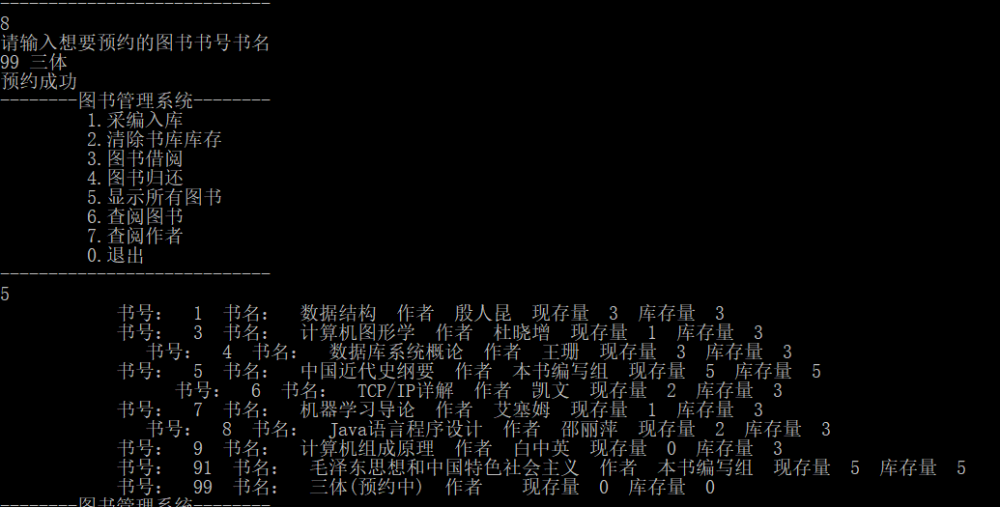 ----------------------------
8
请输入想要预约的图书书号书名
99 三体
预约成功
--------图书管理系统--------
1.采编入库
2.清除书库库存
3.图书借阅
4.图书归还
5.显示所有图书
6.查阅图书
7.查阅作者
0.退出
----------------------------
5
书号： 1 书名： 数据结构 作者 殷人昆 现存量 3 库存量 3
书号： 3 书名： 计算机图形学 作者 杜晓增 现存量 1 库存量 3
书号： 4 书名： 数据库系统概论 作者 王珊 现存量 3 库存量 3
书号： 5 书名： 中国近代史纲要 作者 本书编写组 现存量 5 库存量 5
书号： 6 书名： TCP/IP详解 作者 凯文 现存量 2 库存量 3
书号： 7 书名： 机器学习导论 作者 艾塞姆 现存量 1 库存量 3
书号： 8 书名： Java语言程序设计 作者 邵丽萍 现存量 2 库存量 3
书号： 9 书名： 计算机组成原理 作者 白中英 现存量 0 库存量 3
书号： 91 书名： 毛泽东思想和中国特色社会主义 作者 本书编写组 现存量 5 库存量 5
书号： 99 书名： 三体(预约中) 作者 现存量 0 库存量 0
--------图书管理系统--------